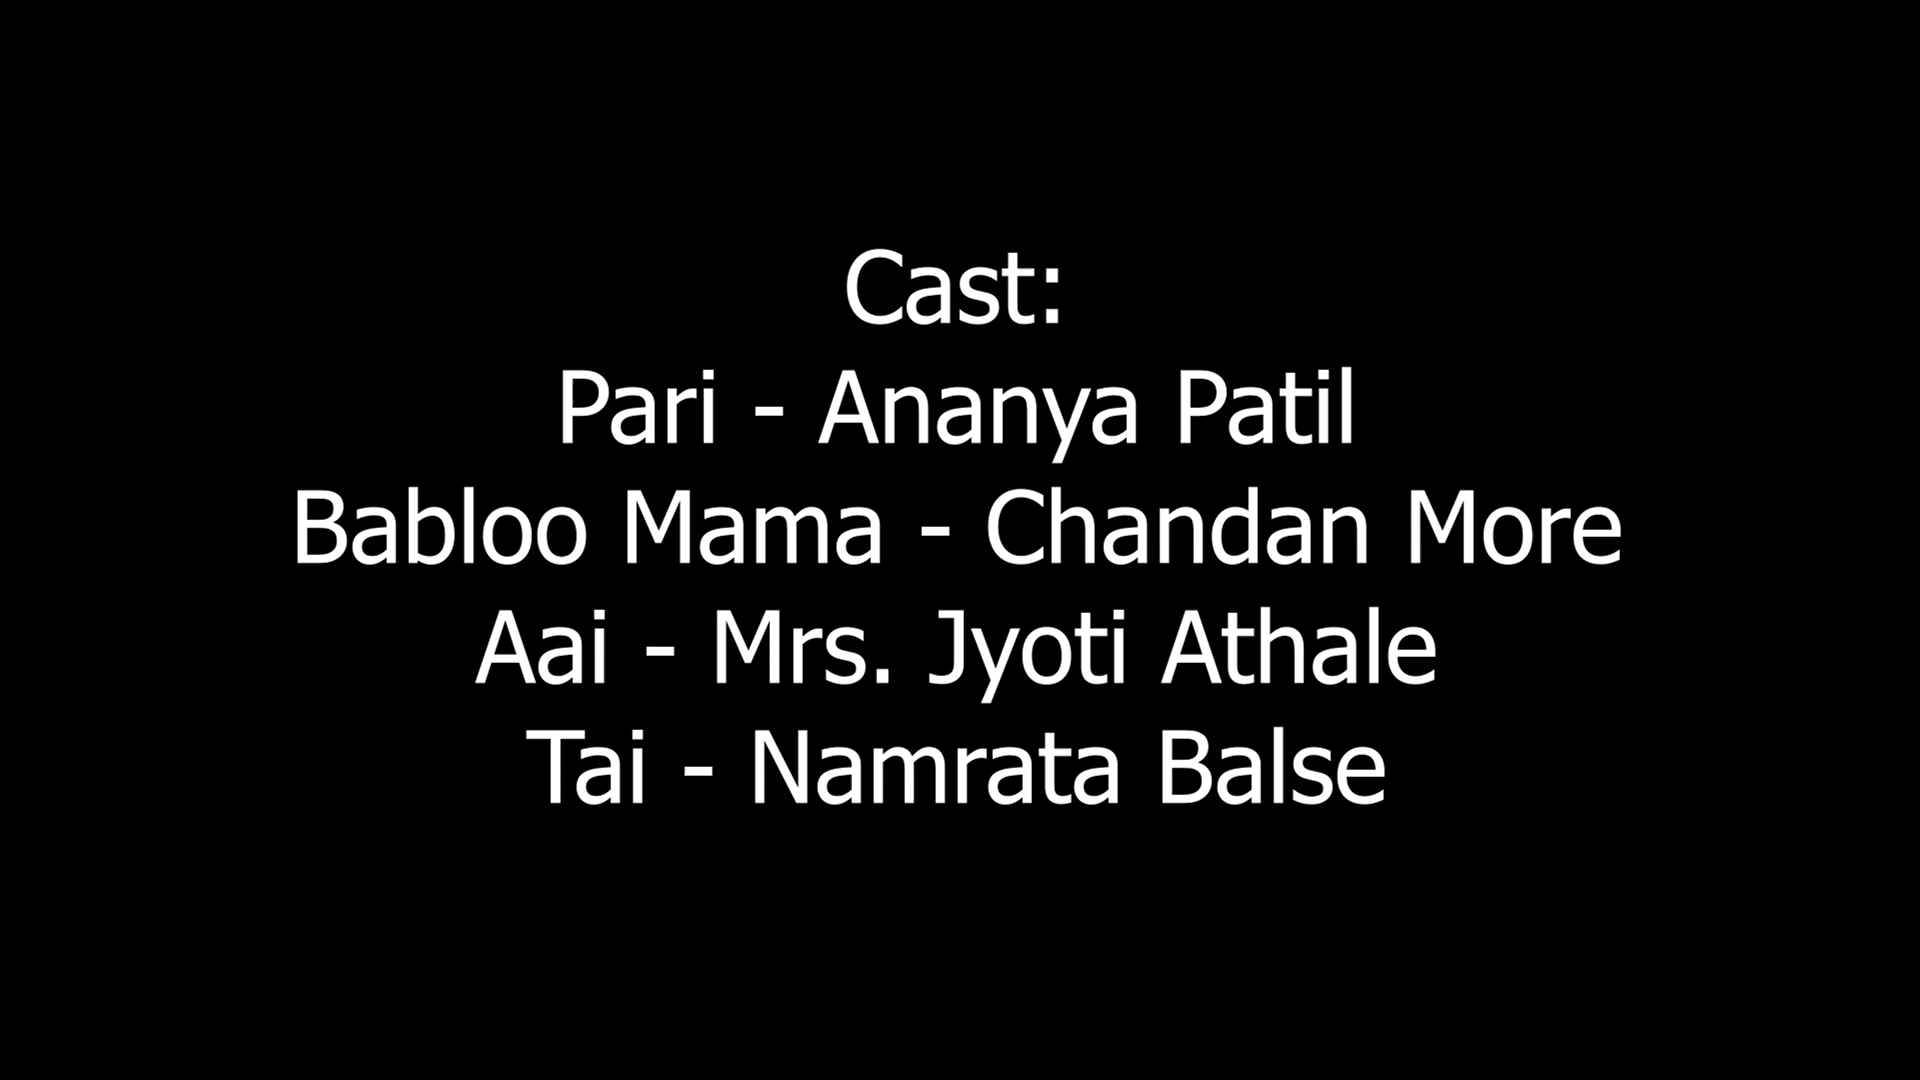 Cast:
Pari - Ananya Patil
Babloo Mama - Chandan More
Aai - Mrs. Jyoti Athale
Tai - Namrata Balse